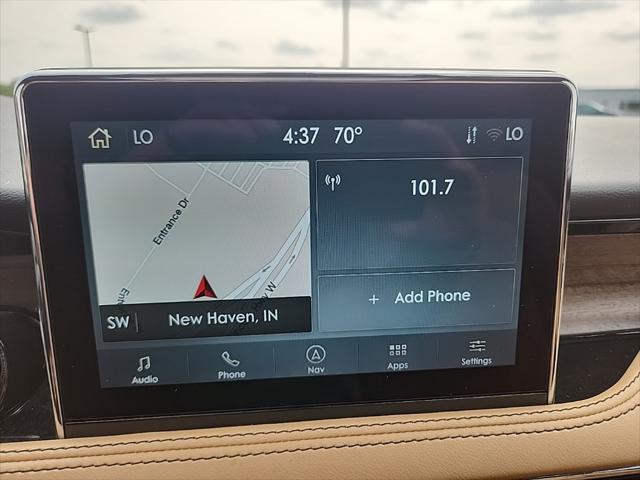 LO 4:37 70° LO
Entrance Dr
101.7
SW New Haven, IN
+ Add Phone
Audio Phone Nav Apps Settings